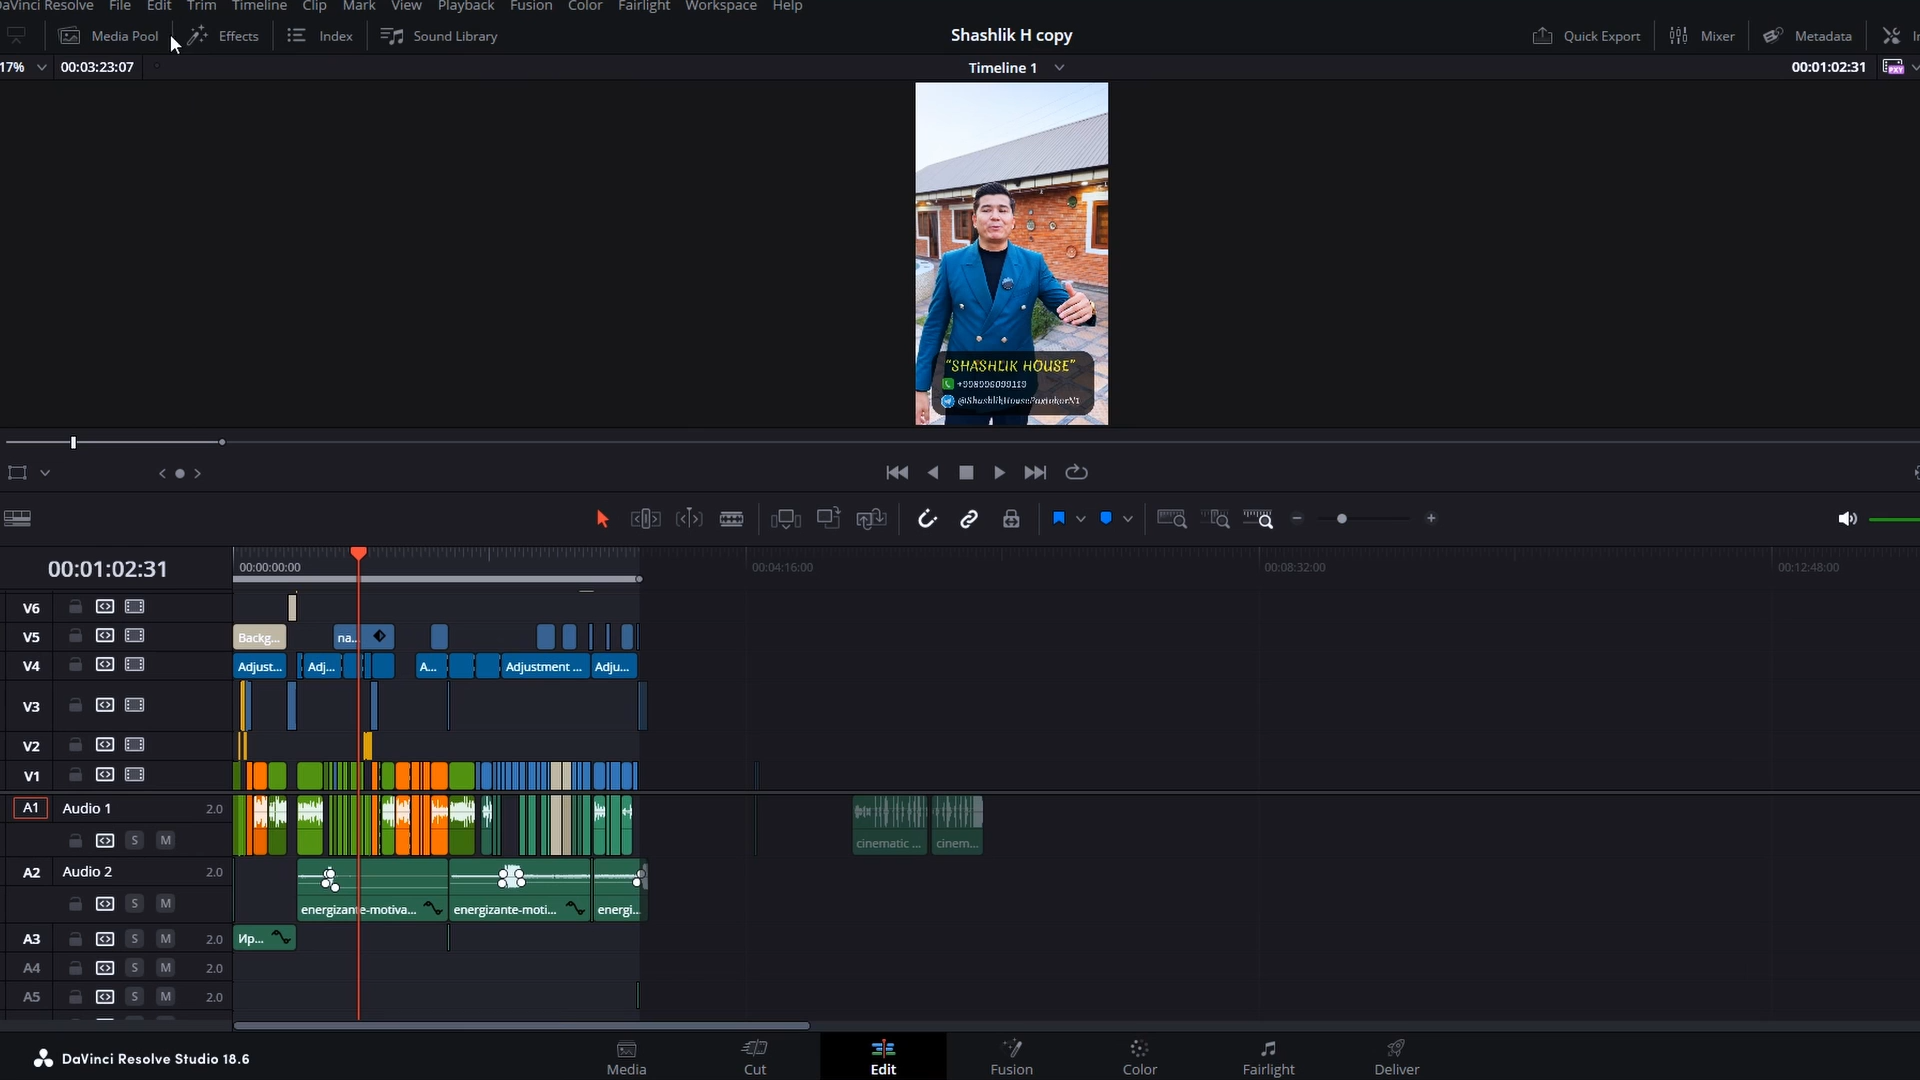 DaVinci Resolve File Edit Trim Timeline Clip Mark View Playback Fusion Color Fairlight Workspace Help
Media Pool Effects Index Sound Library Shashlik H copy Quick Export Mixer Metadata
17% 00:03:23:07 Timeline 1 00:01:02:31 PXY
"SHASHLIK HOUSE"
+998996099119
00:01:02:31 00:00:00:00 00:04:16:00 00:08:32:00 00:12:48:00
V6
V5 Backg... na...
V4 Adjust... Adj... A... Adjustment ... Adju...
V3
V2
V1
A1 Audio 1 2.0
S M cinematic ... cinem...
A2 Audio 2 2.0
S M energizante-motiva... energizante-moti... energi...
A3 S M 2.0 Ир...
A4 S M 2.0
A5 S M 2.0
DaVinci Resolve Studio 18.6 Media Cut Edit Fusion Color Fairlight Deliver